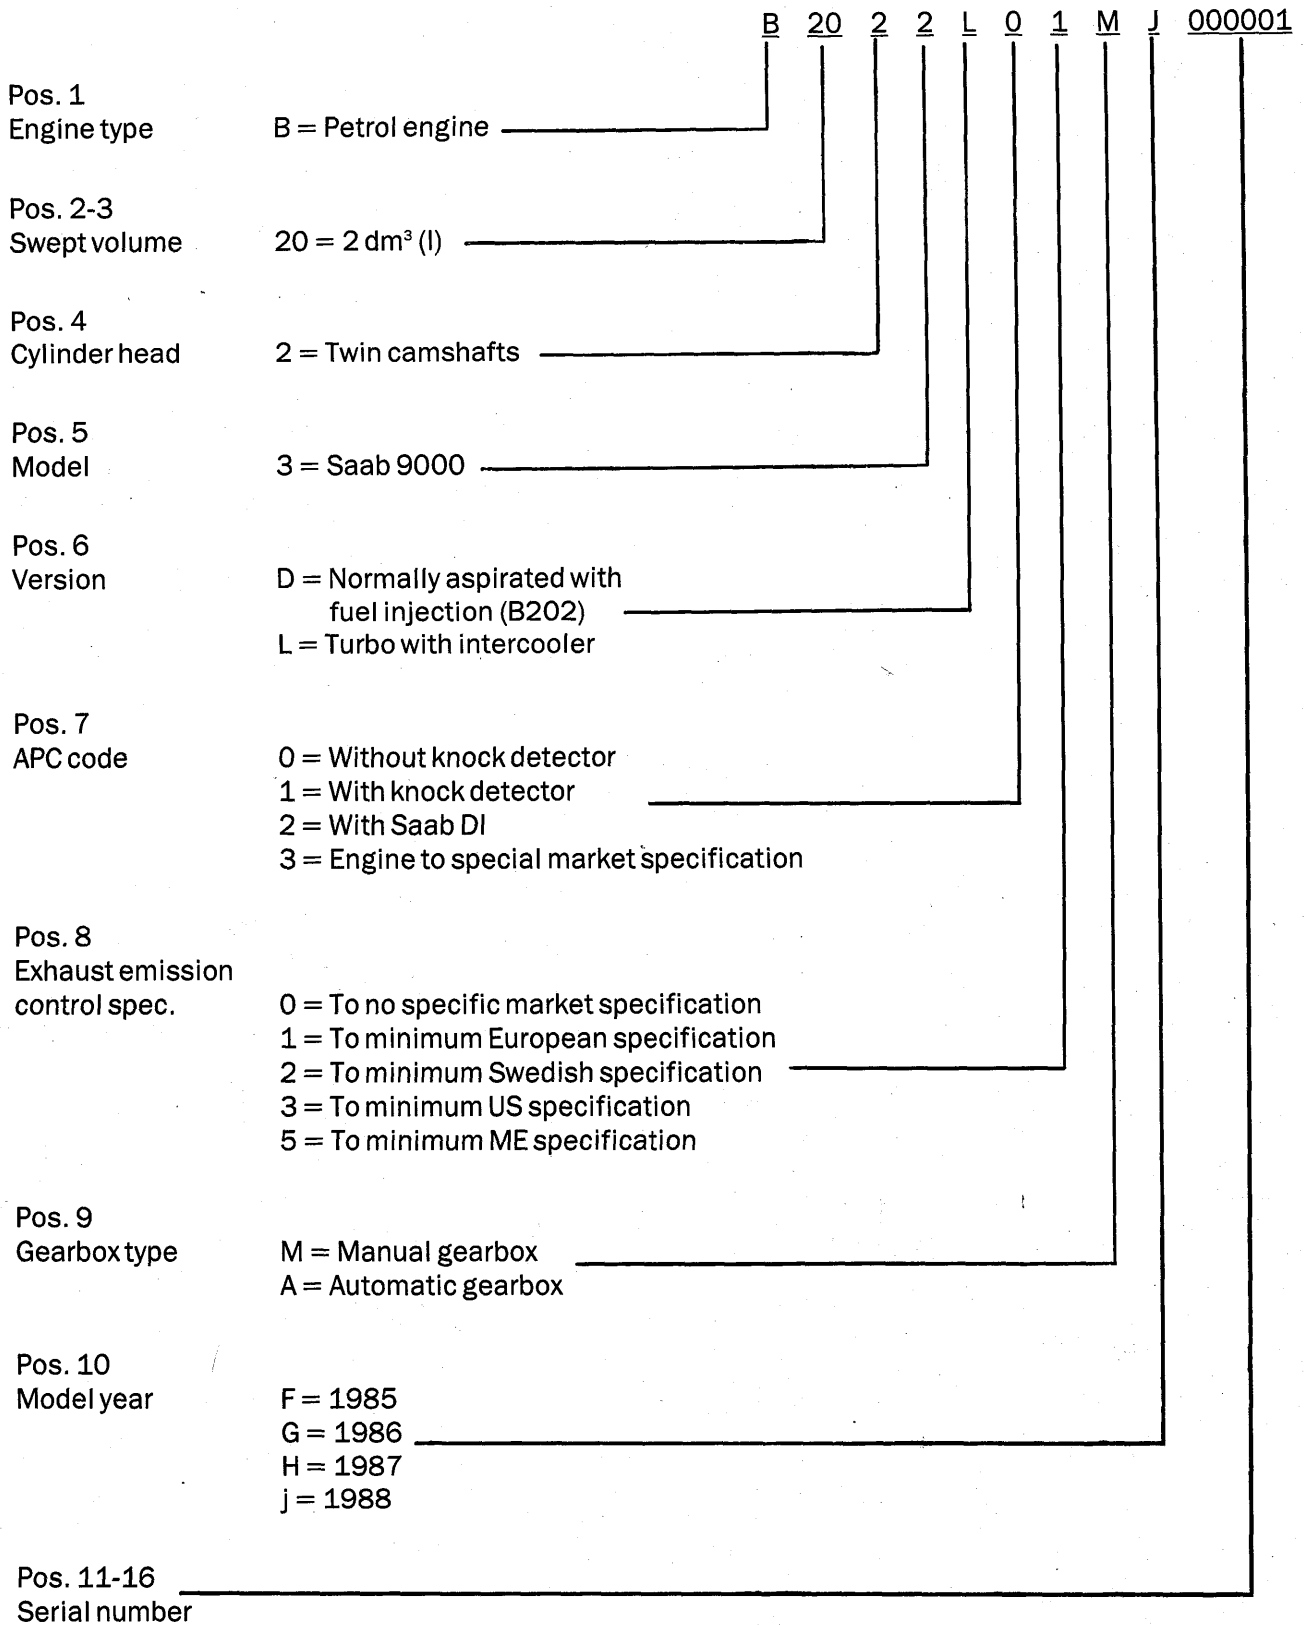 B 20 2 2 L 0 1 M J 000001
Pos. 1
Engine type B = Petrol engine
Pos. 2-3
Swept volume 20 = 2 dm³ (l)
Pos. 4
Cylinder head 2 = Twin camshafts
Pos. 5
Model 3 = Saab 9000
Pos. 6
Version D = Normally aspirated with
fuel injection (B202)
L = Turbo with intercooler
Pos. 7
APC code 0 = Without knock detector
1 = With knock detector
2 = With Saab DI
3 = Engine to special market specification
Pos. 8
Exhaust emission
control spec. 0 = To no specific market specification
1 = To minimum European specification
2 = To minimum Swedish specification
3 = To minimum US specification
5 = To minimum ME specification
Pos. 9
Gearbox type M = Manual gearbox
A = Automatic gearbox
Pos. 10
Model year F = 1985
G = 1986
H = 1987
j = 1988
Pos. 11-16
Serial number